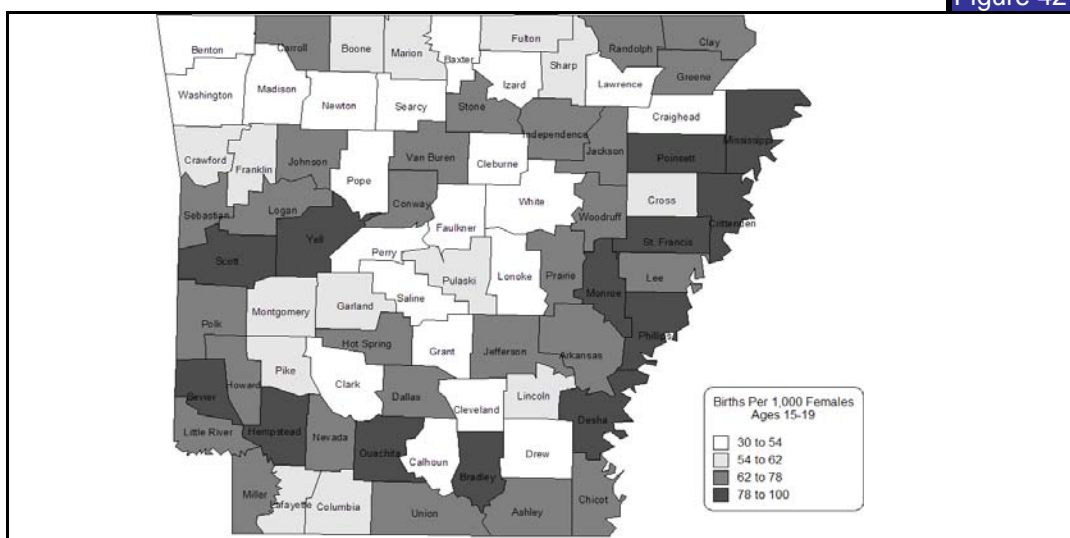 Figure 42
Benton
Carroll
Boone
Marion
Baxter
Fulton
Randolph
Clay
Washington
Madison
Newton
Searcy
Stone
Izard
Sharp
Lawrence
Greene
Craighead
Mississippi
Crawford
Franklin
Johnson
Pope
Van Buren
Cleburne
Independence
Jackson
Poinsett
Sebastian
Logan
Conway
Faulkner
White
Woodruff
Cross
Crittenden
Scott
Yell
Perry
Pulaski
Lonoke
Prairie
St. Francis
Lee
Monroe
Phillips
Polk
Montgomery
Garland
Saline
Hot Spring
Grant
Jefferson
Arkansas
Howard
Pike
Clark
Dallas
Cleveland
Lincoln
Desha
Sevier
Little River
Hempstead
Nevada
Ouachita
Calhoun
Bradley
Drew
Chicot
Miller
Lafayette
Columbia
Union
Ashley
Births Per 1,000 Females
Ages 15-19
30 to 54
54 to 62
62 to 78
78 to 100